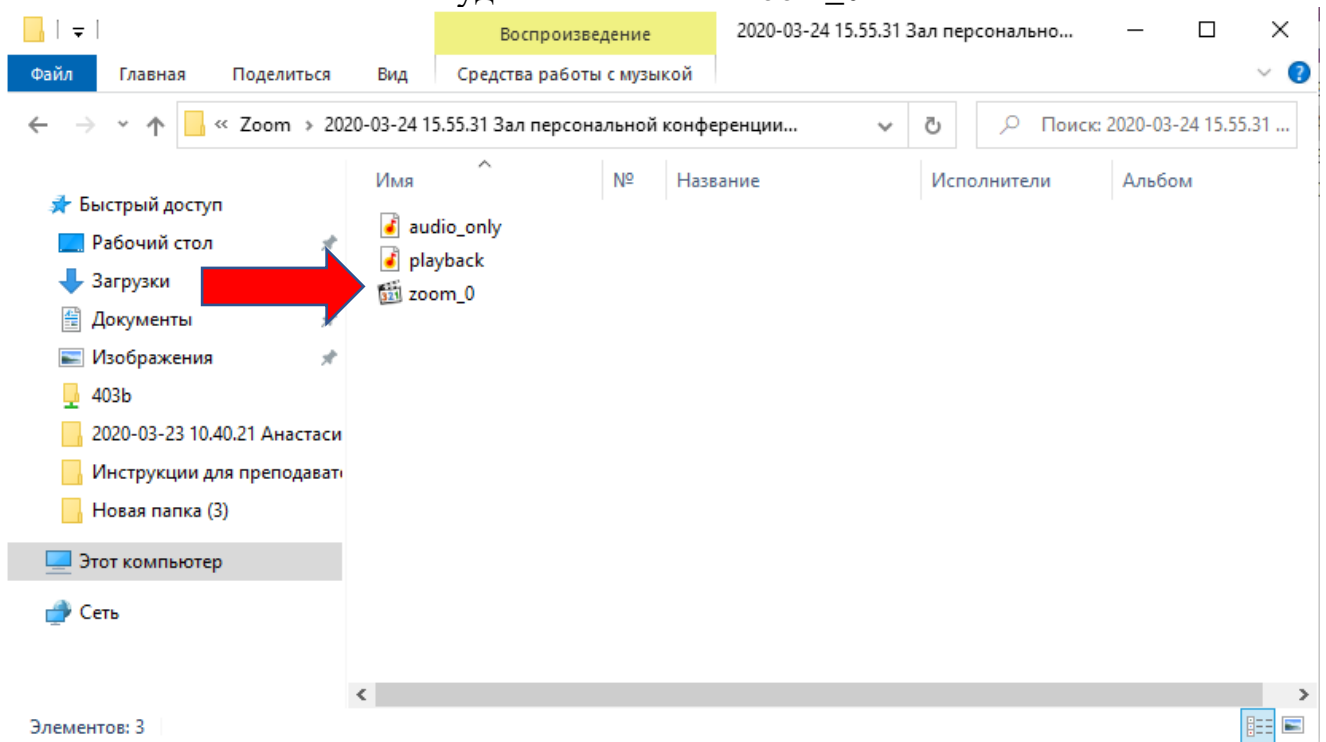 Воспроизведение 2020-03-24 15.55.31 Зал персонально...
Файл Главная Поделиться Вид Средства работы с музыкой
« Zoom › 2020-03-24 15.55.31 Зал персональной конференции... Поиск: 2020-03-24 15.55.31 ...
Имя № Название Исполнители Альбом
Быстрый доступ
Рабочий стол
Загрузки
Документы
Изображения
403b
2020-03-23 10.40.21 Анастаси
Инструкции для преподават
Новая папка (3)
Этот компьютер
Сеть
audio_only
playback
321 zoom_0
Элементов: 3